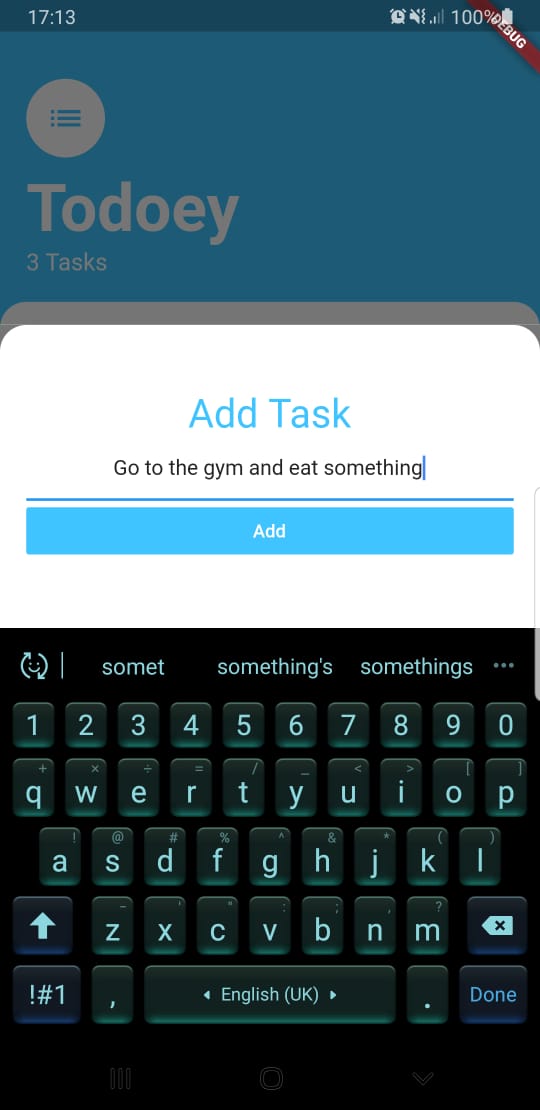 17:13
100%
DEBUG
Todoey
3 Tasks
Add Task
Go to the gym and eat something
Add
somet something's somethings •••
1 2 3 4 5 6 7 8 9 0
+ × ÷ = / _ < > [ ]
q w e r t y u i o p
! @ # % ^ & * ( )
a s d f g h j k l
- ' " : ; , ?
z x c v b n m
!#1 , English (UK) . Done